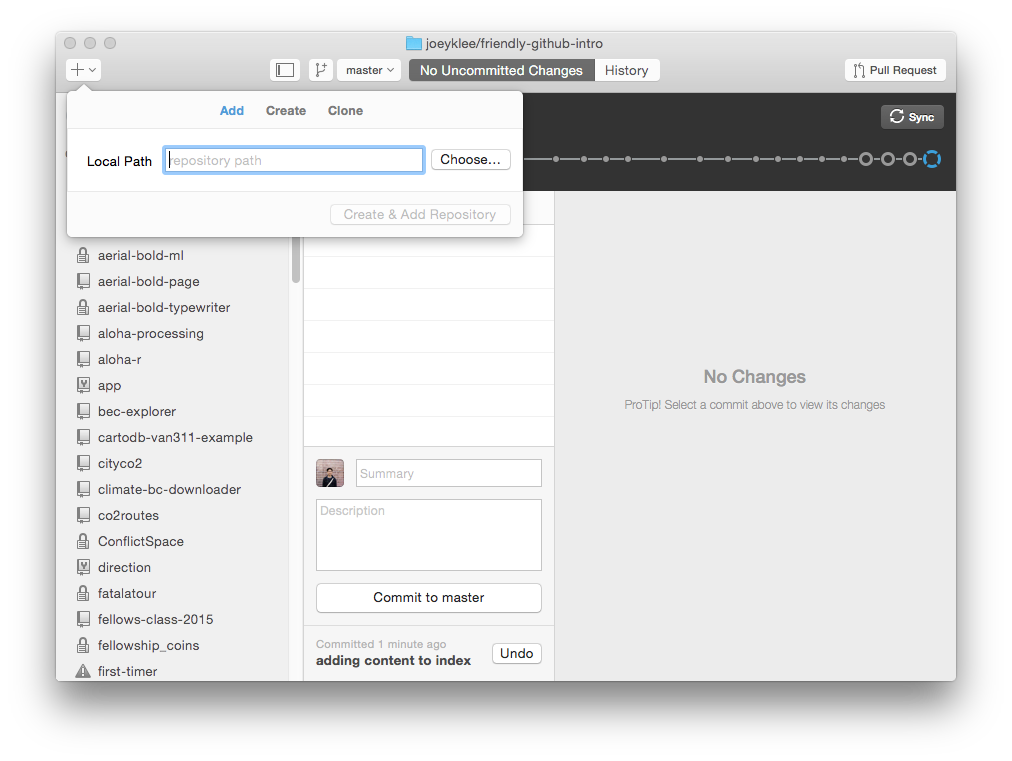 joeyklee/friendly-github-intro
master
No Uncommitted Changes
History
Pull Request
Add
Create
Clone
Sync
Local Path
repository path
Choose...
Create & Add Repository
aerial-bold-ml
aerial-bold-page
aerial-bold-typewriter
aloha-processing
aloha-r
app
bec-explorer
cartodb-van311-example
cityco2
climate-bc-downloader
co2routes
ConflictSpace
direction
fatalatour
fellows-class-2015
fellowship_coins
first-timer
Summary
Description
Commit to master
Committed 1 minute ago
adding content to index
Undo
No Changes
ProTip! Select a commit above to view its changes